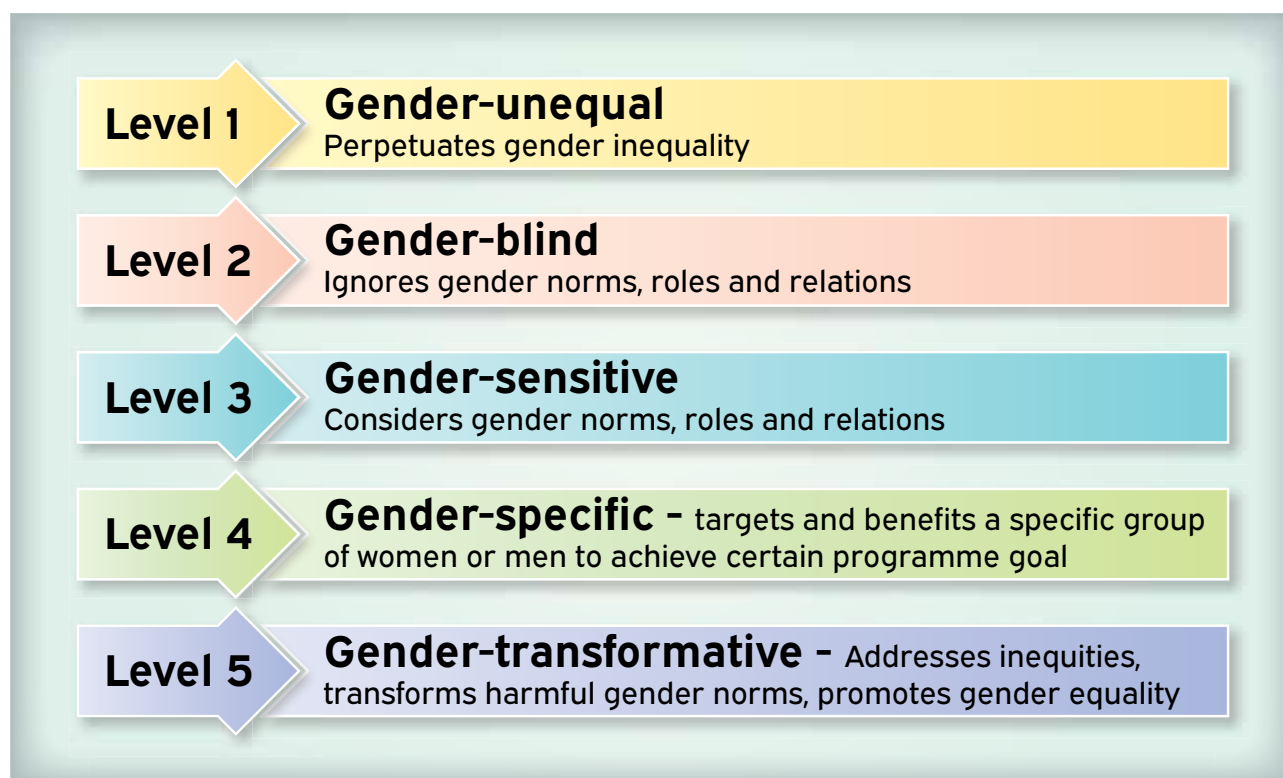 Level 1
Gender-unequal
Perpetuates gender inequality
Level 2
Gender-blind
Ignores gender norms, roles and relations
Level 3
Gender-sensitive
Considers gender norms, roles and relations
Level 4
Gender-specific - targets and benefits a specific group
of women or men to achieve certain programme goal
Level 5
Gender-transformative - Addresses inequities,
transforms harmful gender norms, promotes gender equality